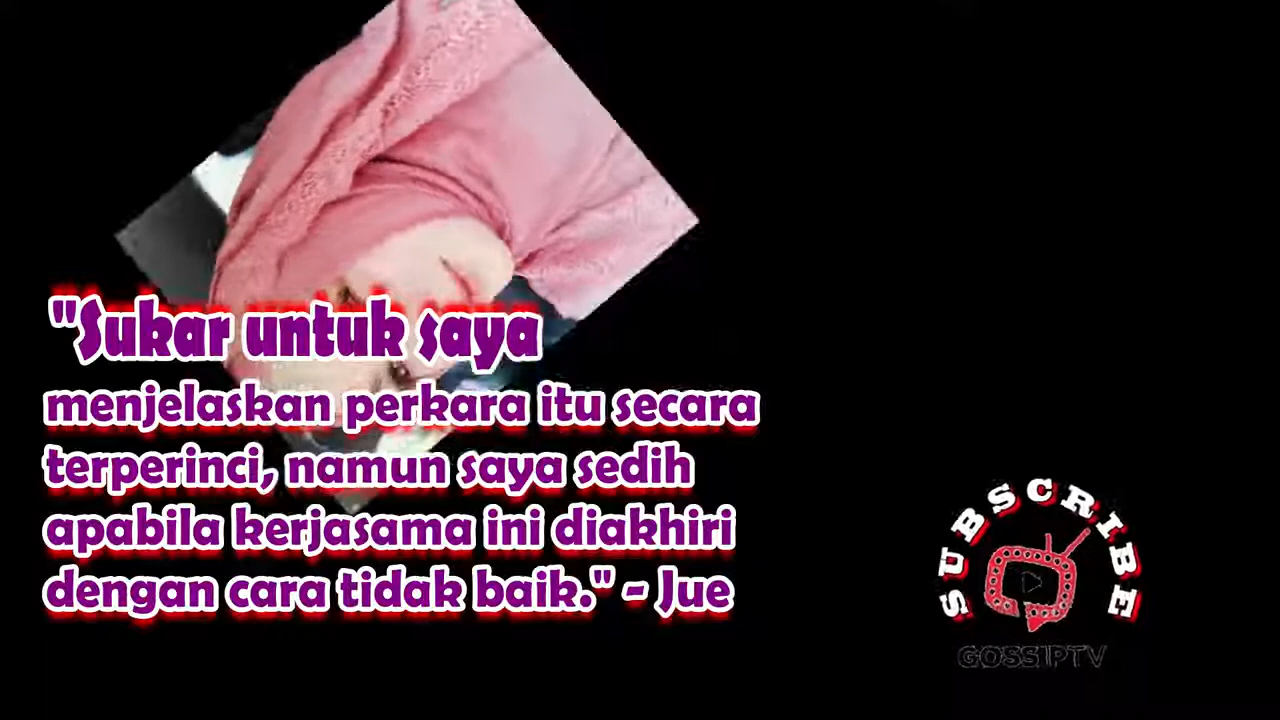 "Sukar untuk saya
menjelaskan perkara itu secara
terperinci, namun saya sedih
apabila kerjasama ini diakhiri
dengan cara tidak baik." - Jue
SUBSCRIBE
GOSSIPTV